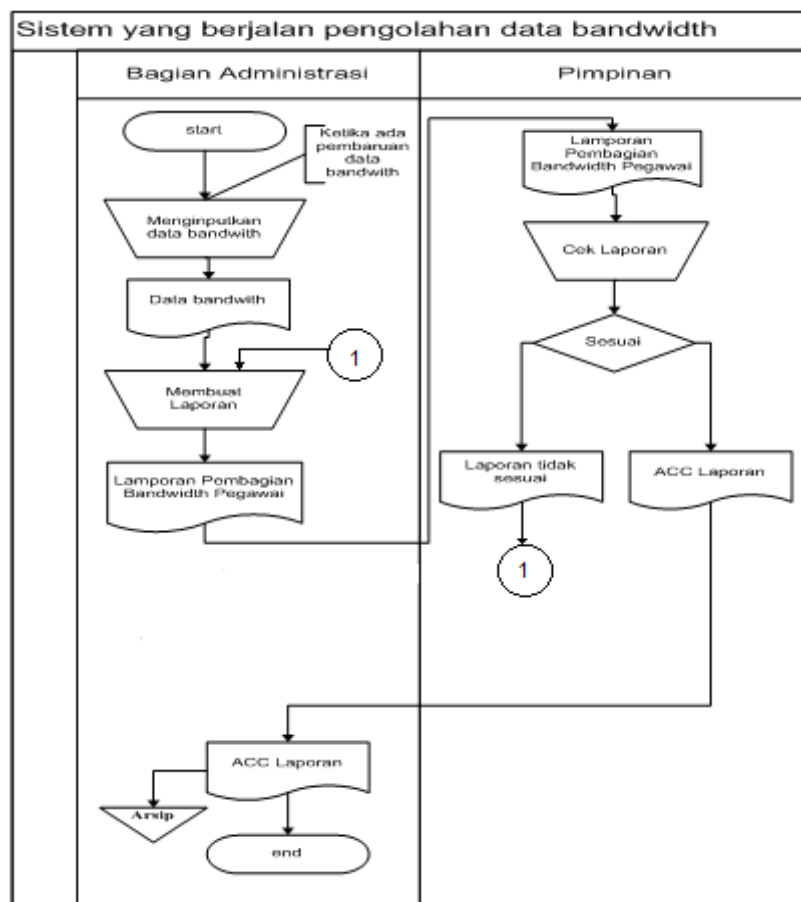 Sistem yang berjalan pengolahan data bandwidth
Bagian Administrasi
Pimpinan
start
Ketika ada
pembaruan
data
bandwith
Menginputkan
data bandwith
Data bandwith
1
Membuat
Laporan
Lamporan Pembagian
Bandwidth Pegawai
Lamporan
Pembagian
Bandwidth Pegawai
Cek Laporan
Sesuai
Laporan tidak
sesuai
ACC Laporan
1
ACC Laporan
Arsip
end